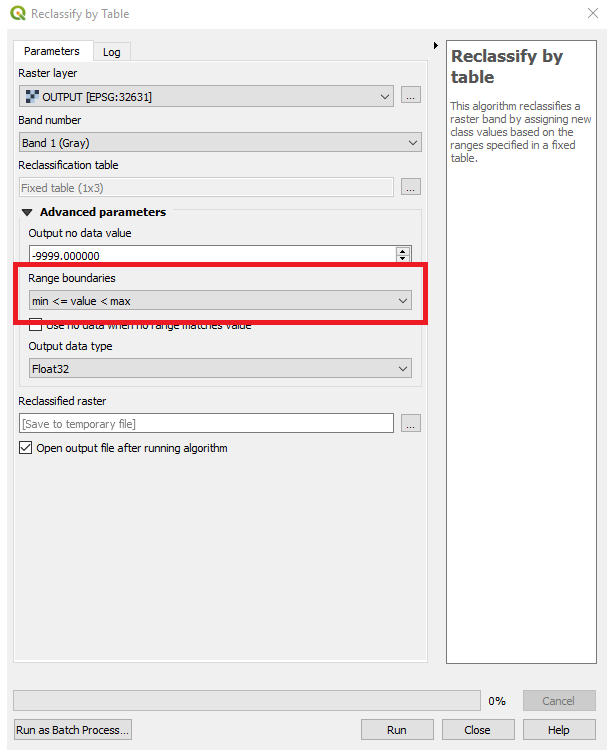 Reclassify by Table
Parameters
Log
Raster layer
OUTPUT [EPSG:32631]
...
Band number
Band 1 (Gray)
Reclassification table
Fixed table (1x3)
...
Advanced parameters
Output no data value
-9999.000000
Range boundaries
min <= value < max
Use no data when no range matches value
Output data type
Float32
Reclassified raster
[Save to temporary file]
...
Open output file after running algorithm
Reclassify by
table
This algorithm reclassifies a
raster band by assigning new
class values based on the
ranges specified in a fixed
table.
0%
Cancel
Run as Batch Process...
Run
Close
Help